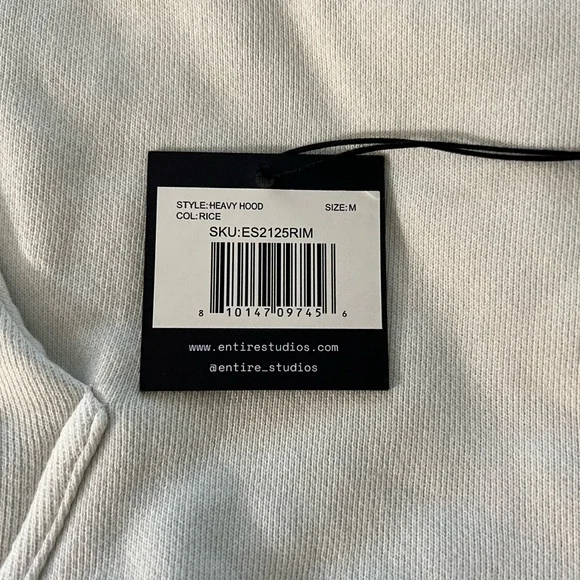 STYLE:HEAVY HOOD SIZE:M
COL:RICE
SKU:ES2125RIM
8 10147 09745 6
www.entirestudios.com
@entire_studios